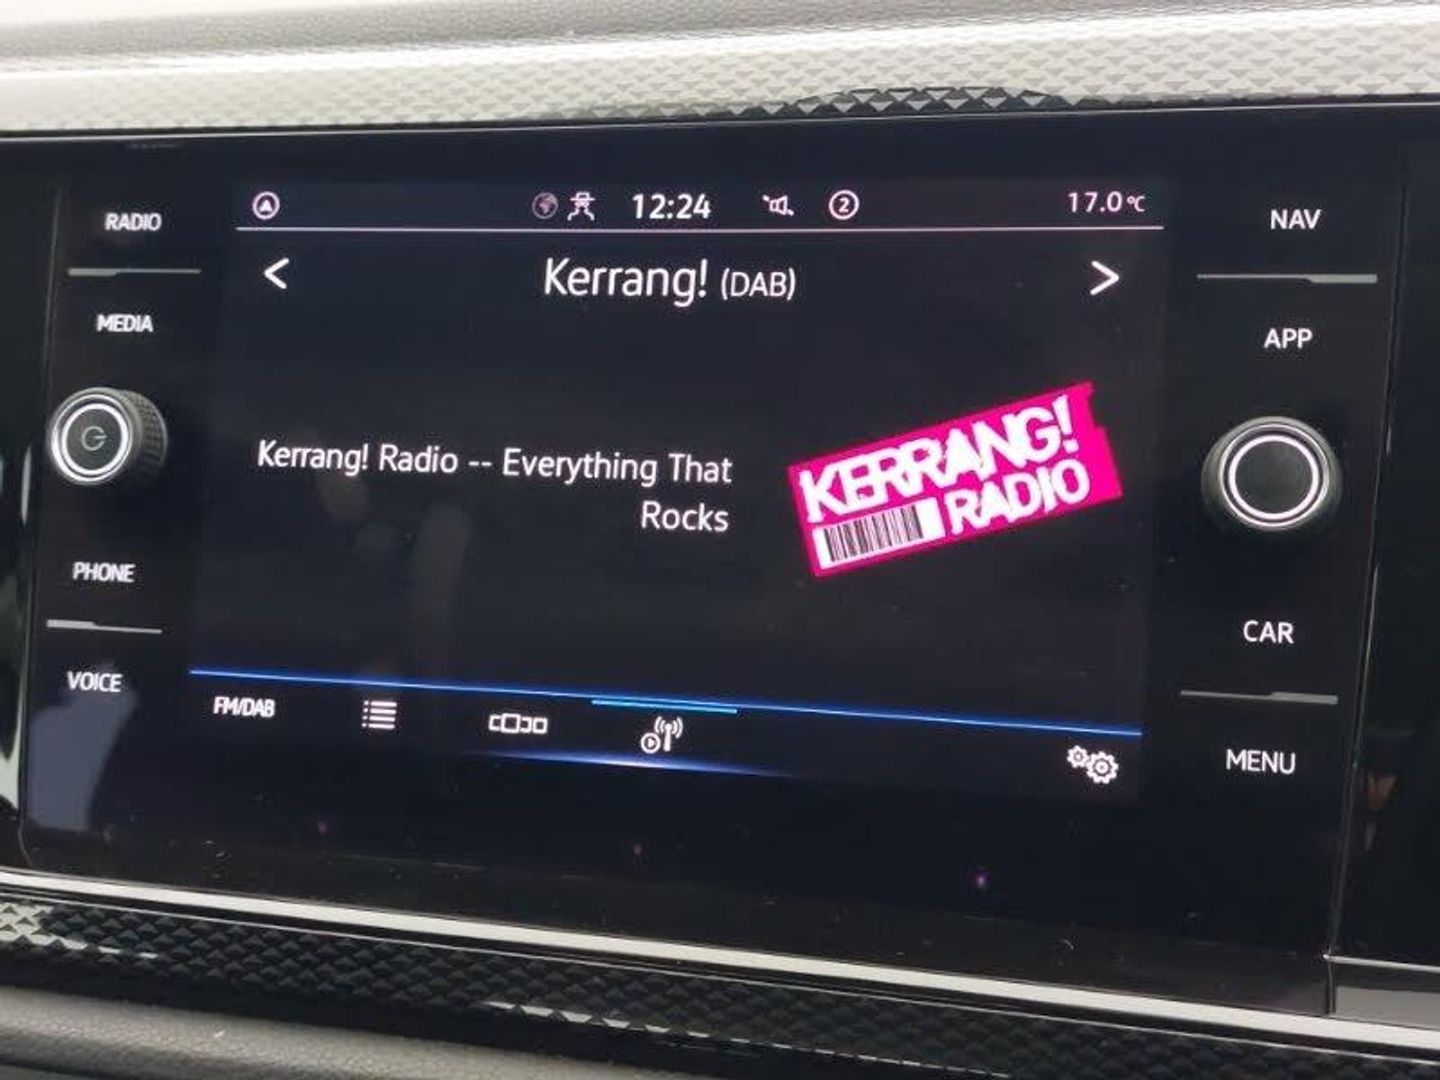 RADIO
12:24
2
17.0°C
NAV
Kerrang! (DAB)
MEDIA
APP
Kerrang! Radio -- Everything That
Rocks
KERRANG!
RADIO
PHONE
CAR
VOICE
FM/DAB
MENU